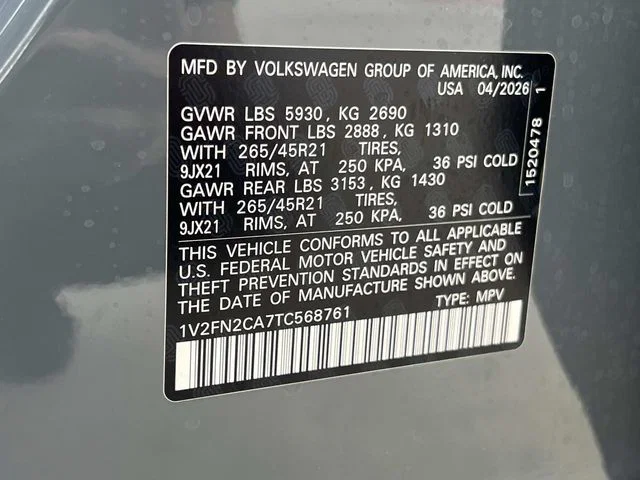 MFD BY VOLKSWAGEN GROUP OF AMERICA, INC.
USA 04/2026
GVWR LBS 5930, KG 2690
GAWR FRONT LBS 2888, KG 1310
WITH 265/45R21 TIRES,
9JX21 RIMS, AT 250 KPA, 36 PSI COLD
GAWR REAR LBS 3153, KG 1430
WITH 265/45R21 TIRES,
9JX21 RIMS, AT 250 KPA, 36 PSI COLD
THIS VEHICLE CONFORMS TO ALL APPLICABLE
U.S. FEDERAL MOTOR VEHICLE SAFETY AND
THEFT PREVENTION STANDARDS IN EFFECT ON
THE DATE OF MANUFACTURE SHOWN ABOVE.
1V2FN2CA7TC568761 TYPE: MPV
1520478 1